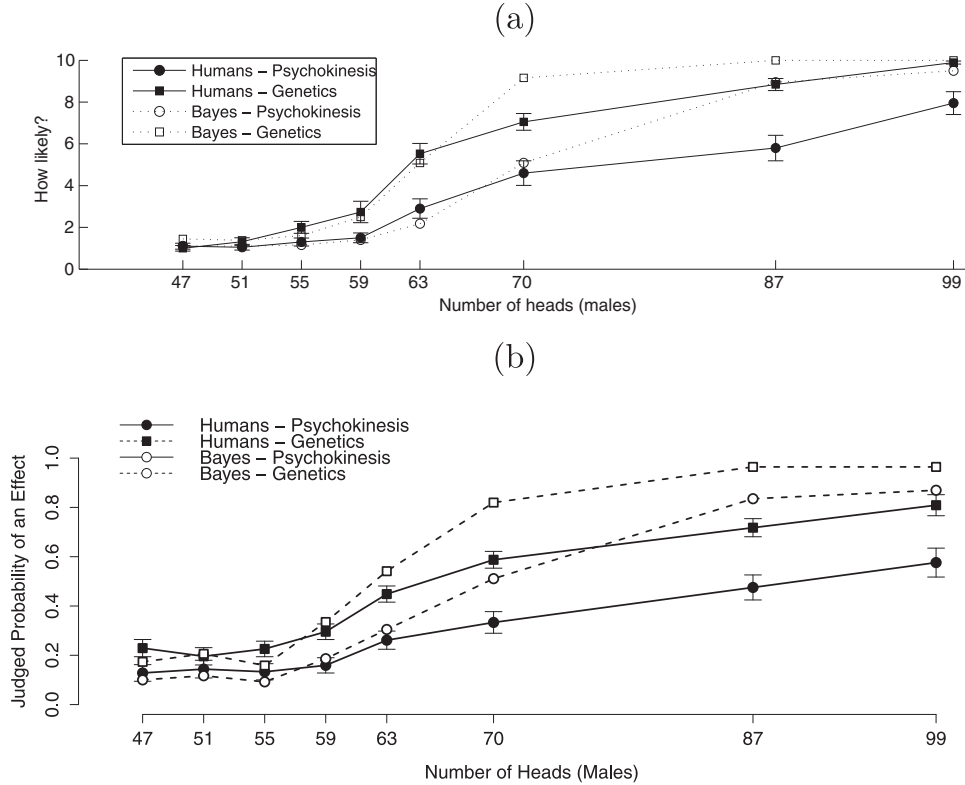 (a)
Humans – Psychokinesis
Humans – Genetics
Bayes – Psychokinesis
Bayes – Genetics
How likely?
10
8
6
4
2
0
47 51 55 59 63 70 87 99
Number of heads (males)
(b)
Humans – Psychokinesis
Humans – Genetics
Bayes – Psychokinesis
Bayes – Genetics
Judged Probability of an Effect
1.0
0.8
0.6
0.4
0.2
0.0
47 51 55 59 63 70 87 99
Number of Heads (Males)